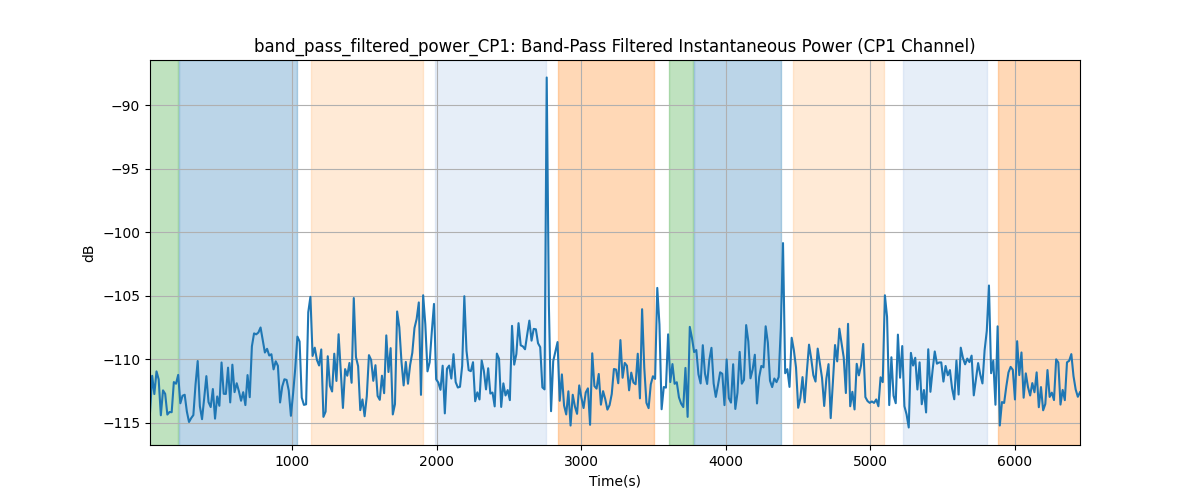 band_pass_filtered_power_CP1: Band-Pass Filtered Instantaneous Power (CP1 Channel)
−90
−95
−100
−105
−110
−115
dB
1000 2000 3000 4000 5000 6000
Time(s)